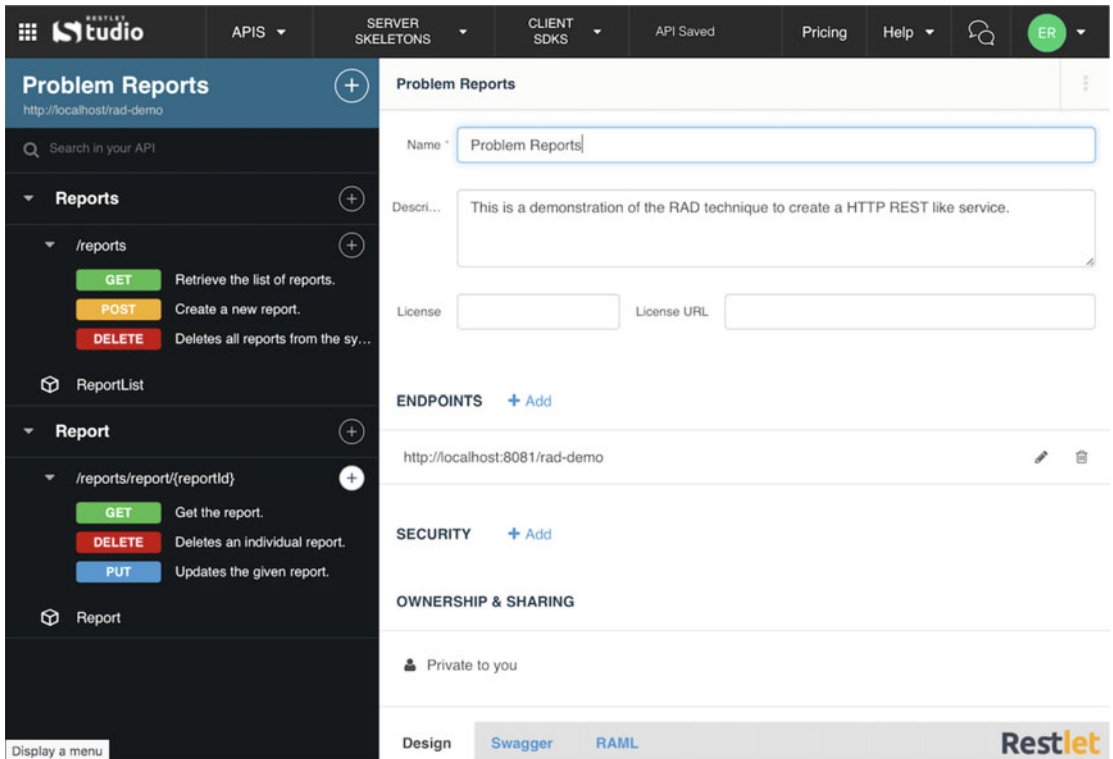 RESTLET
Studio
APIS
SERVER SKELETONS
CLIENT SDKS
API Saved
Pricing
Help
ER
Problem Reports
http://localhost/rad-demo
Search in your API
Reports
/reports
GET Retrieve the list of reports.
POST Create a new report.
DELETE Deletes all reports from the sy...
ReportList
Report
/reports/report/{reportId}
GET Get the report.
DELETE Deletes an individual report.
PUT Updates the given report.
Report
Display a menu
Problem Reports
Name * Problem Reports
Descri... This is a demonstration of the RAD technique to create a HTTP REST like service.
License License URL
ENDPOINTS + Add
http://localhost:8081/rad-demo
SECURITY + Add
OWNERSHIP & SHARING
Private to you
Design Swagger RAML Restlet